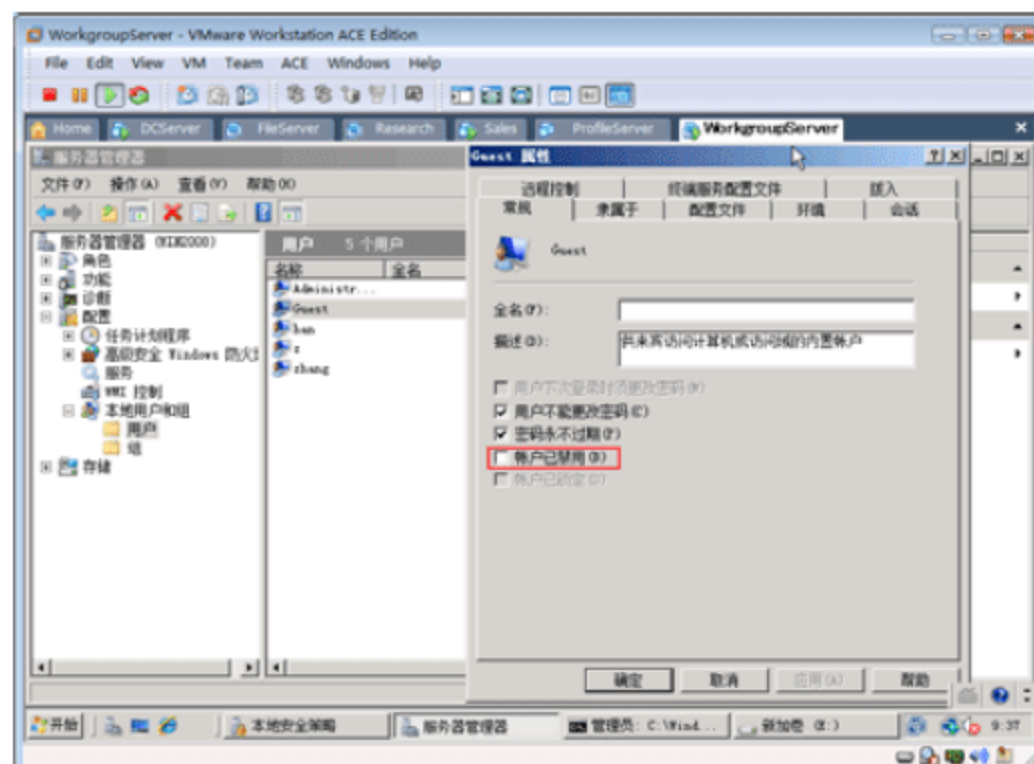 WorkgroupServer - VMware Workstation ACE Edition
File Edit View VM Team ACE Windows Help
Home DCServer FileServer Research Sales ProfileServer WorkgroupServer
服务器管理器
文件(F) 操作(A) 查看(V) 帮助(H)
服务器管理器 (WIN2000)
角色
功能
诊断
配置
任务计划程序
高级安全 Windows 防火
服务
WMI 控制
本地用户和组
用户
组
存储
用户 5 个用户
名称 全名
Administr...
Guest
han
z
zhang
Guest 属性
远程控制 终端服务配置文件 拨入
常规 隶属于 配置文件 环境 会话
Guest
全名(F):
描述(D): 供来宾访问计算机或访问域的内置帐户
用户下次登录时须更改密码(M)
用户不能更改密码(C)
密码永不过期(P)
帐户已禁用(B)
帐户已锁定(O)
确定 取消 应用(A) 帮助
开始 本地安全策略 服务器管理器 管理员: C:\Wind... 新加卷 (E:) 9:37